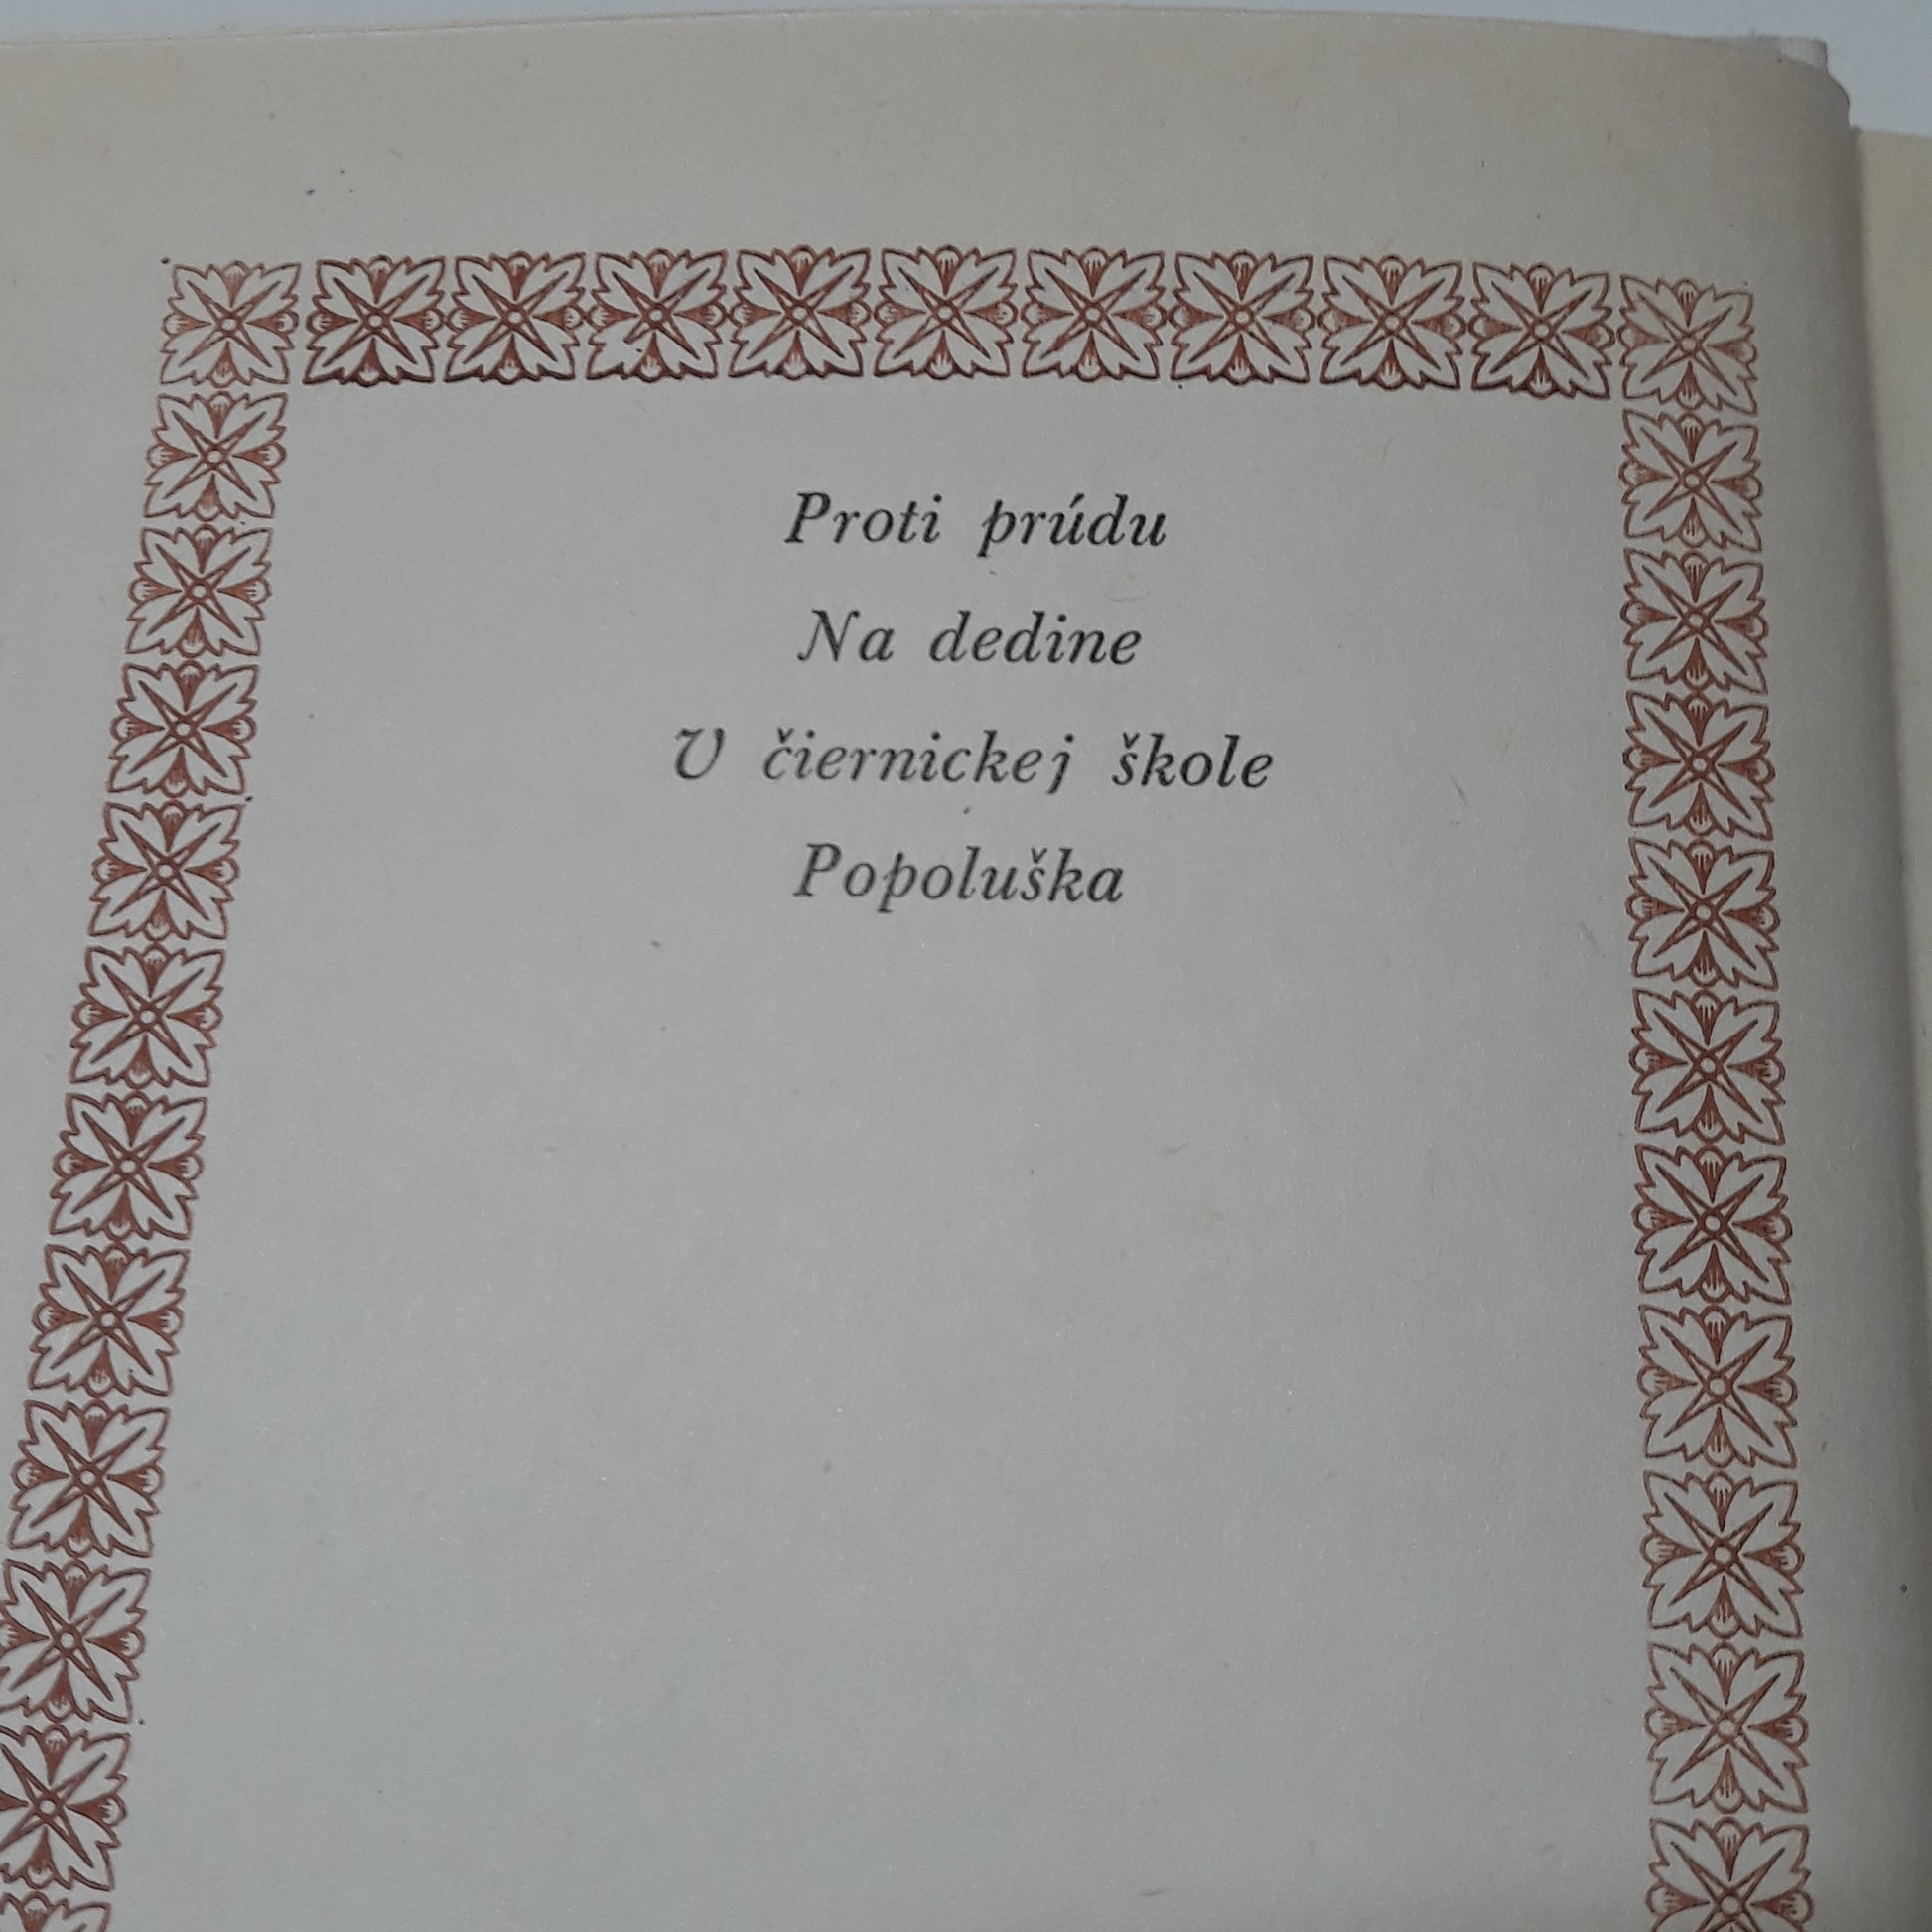 Proti prúdu
Na dedine
V čiernickej škole
Popoluška